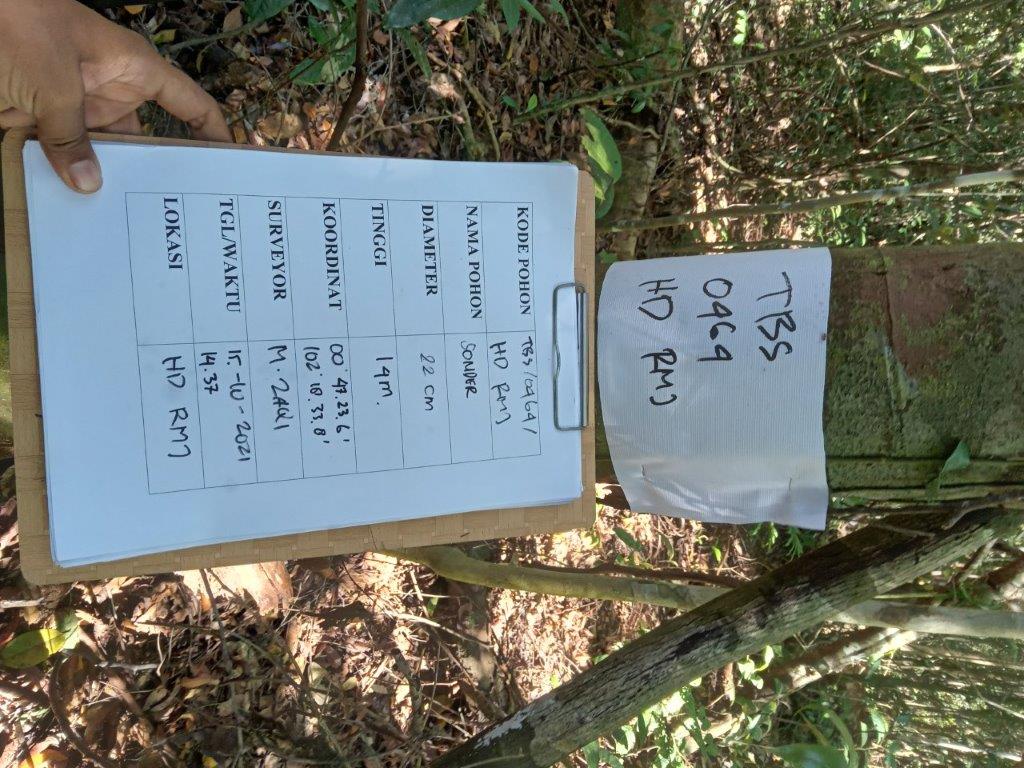 TBS
0464
HD RMJ
KODE POHON TBS/0464/
HD RMJ
NAMA POHON SONDER
DIAMETER 22 cm
TINGGI 14m.
KOORDINAT 00° 47.23.6'
102° 18.33.8'
SURVEYOR M. ZAQI
TGL/WAKTU 15-10-2021
14.37
LOKASI HD RMJ